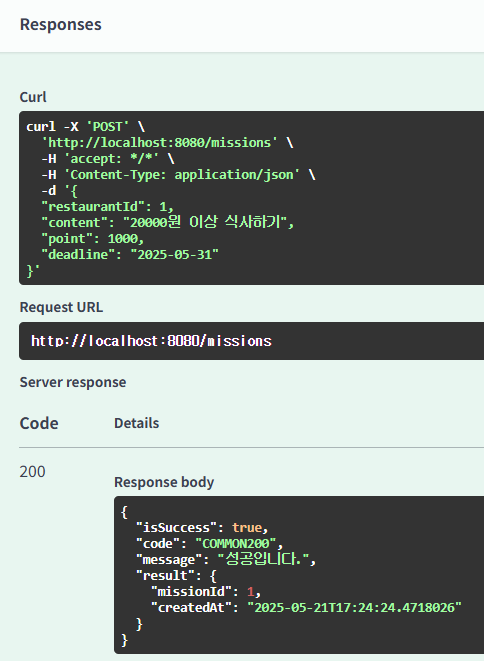 Responses
Curl
curl -X 'POST' \
  'http://localhost:8080/missions' \
  -H 'accept: */*' \
  -H 'Content-Type: application/json' \
  -d '{
  "restaurantId": 1,
  "content": "20000원 이상 식사하기",
  "point": 1000,
  "deadline": "2025-05-31"
}'
Request URL
http://localhost:8080/missions
Server response
Code Details
200
Response body
{
  "isSuccess": true,
  "code": "COMMON200",
  "message": "성공입니다.",
  "result": {
    "missionId": 1,
    "createdAt": "2025-05-21T17:24:24.4718026"
  }
}